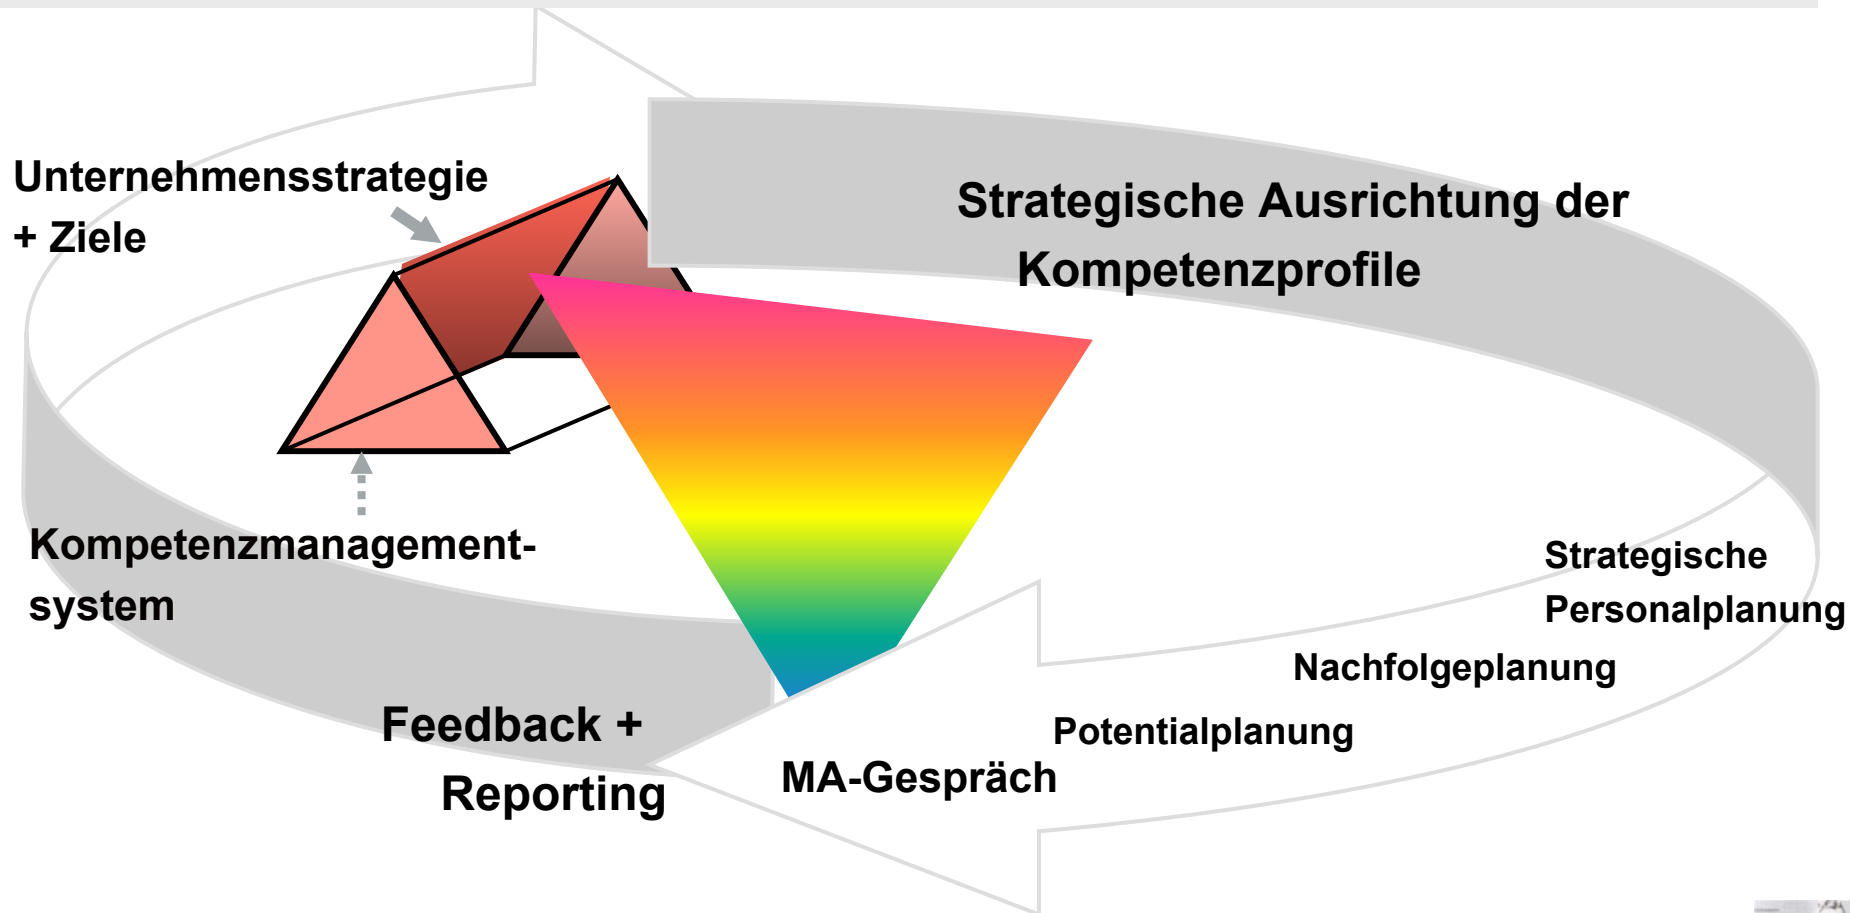 Unternehmensstrategie
+ Ziele
Strategische Ausrichtung der
Kompetenzprofile
Kompetenzmanagement-
system
Strategische
Personalplanung
Nachfolgeplanung
Potentialplanung
MA-Gespräch
Feedback +
Reporting